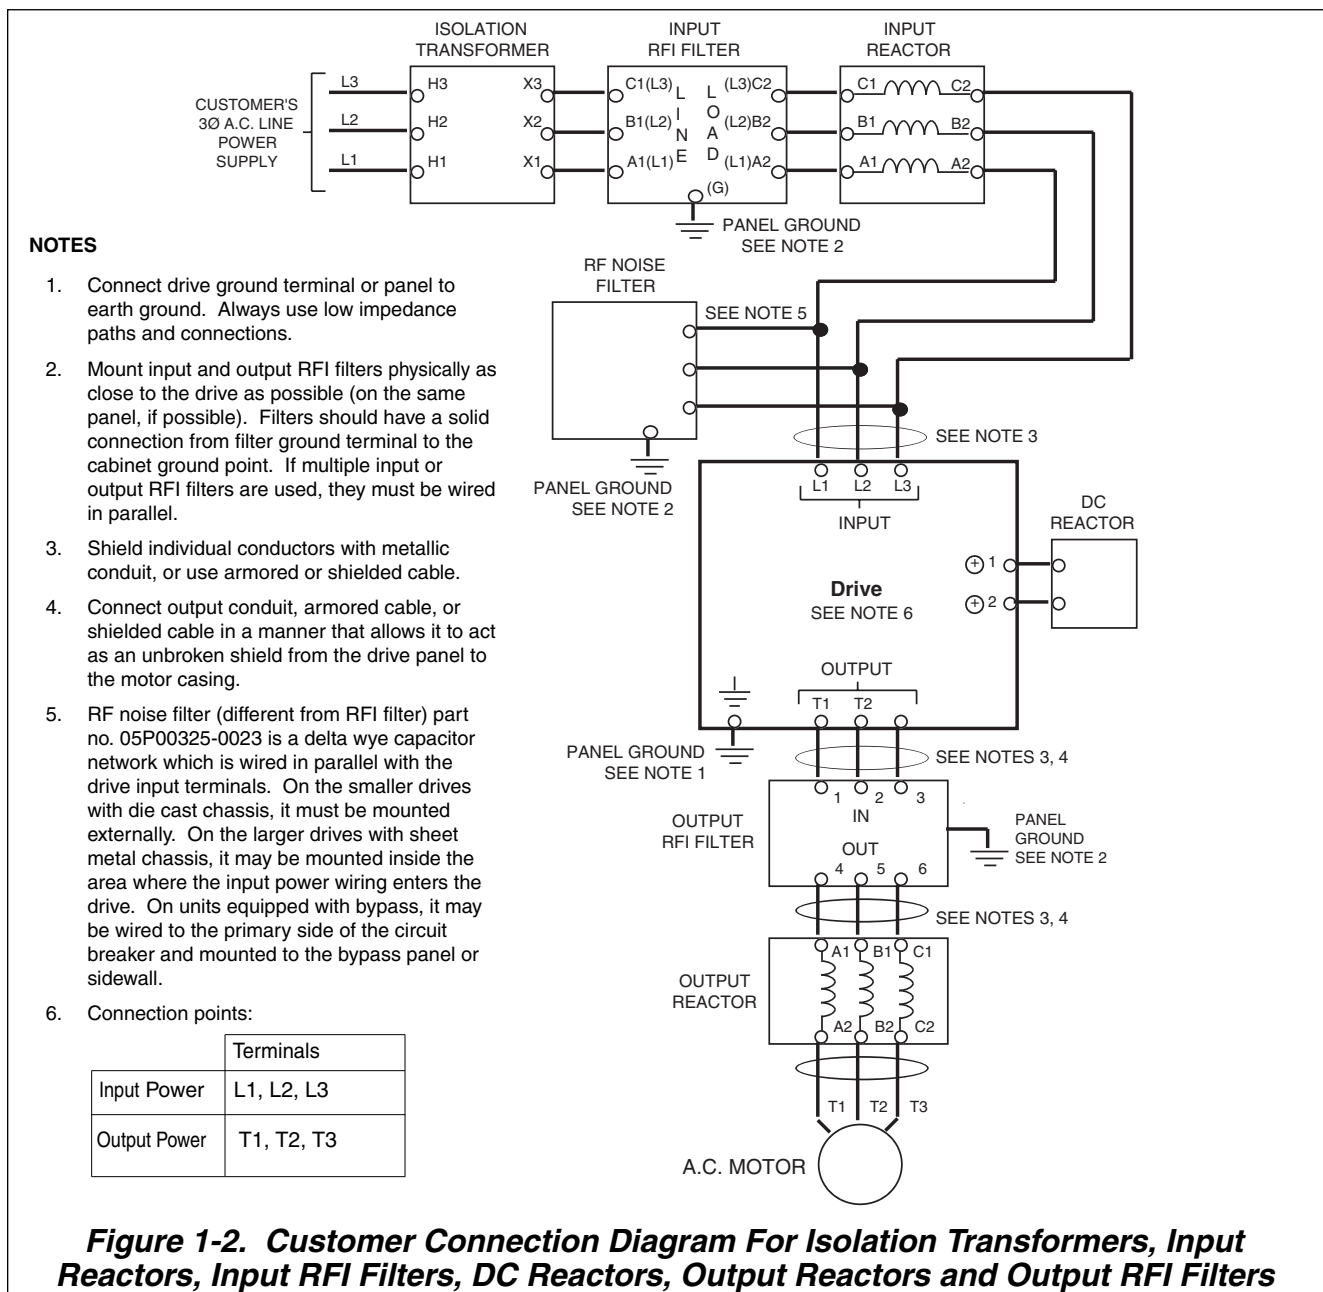 ISOLATION
TRANSFORMER
INPUT
RFI FILTER
INPUT
REACTOR
CUSTOMER'S
3Ø A.C. LINE
POWER
SUPPLY
L3
L2
L1
H3
H2
H1
X3
X2
X1
C1(L3)
B1(L2)
A1(L1)
LINE
LOAD
(L3)C2
(L2)B2
(L1)A2
(G)
C1
C2
B1
B2
A1
A2
PANEL GROUND
SEE NOTE 2
NOTES
1. Connect drive ground terminal or panel to
earth ground. Always use low impedance
paths and connections.
2. Mount input and output RFI filters physically as
close to the drive as possible (on the same
panel, if possible). Filters should have a solid
connection from filter ground terminal to the
cabinet ground point. If multiple input or
output RFI filters are used, they must be wired
in parallel.
3. Shield individual conductors with metallic
conduit, or use armored or shielded cable.
4. Connect output conduit, armored cable, or
shielded cable in a manner that allows it to act
as an unbroken shield from the drive panel to
the motor casing.
5. RF noise filter (different from RFI filter) part
no. 05P00325-0023 is a delta wye capacitor
network which is wired in parallel with the
drive input terminals. On the smaller drives
with die cast chassis, it must be mounted
externally. On the larger drives with sheet
metal chassis, it may be mounted inside the
area where the input power wiring enters the
drive. On units equipped with bypass, it may
be wired to the primary side of the circuit
breaker and mounted to the bypass panel or
sidewall.
6. Connection points:
Terminals
Input Power L1, L2, L3
Output Power T1, T2, T3
RF NOISE
FILTER
SEE NOTE 5
PANEL GROUND
SEE NOTE 2
SEE NOTE 3
L1 L2 L3
INPUT
DC
REACTOR
+ 1
+ 2
Drive
SEE NOTE 6
OUTPUT
T1 T2
PANEL GROUND
SEE NOTE 1
SEE NOTES 3, 4
OUTPUT
RFI FILTER
1 2 3
IN
OUT
4 5 6
PANEL
GROUND
SEE NOTE 2
SEE NOTES 3, 4
OUTPUT
REACTOR
A1 B1 C1
A2 B2 C2
T1 T2 T3
A.C. MOTOR
Figure 1-2. Customer Connection Diagram For Isolation Transformers, Input
Reactors, Input RFI Filters, DC Reactors, Output Reactors and Output RFI Filters